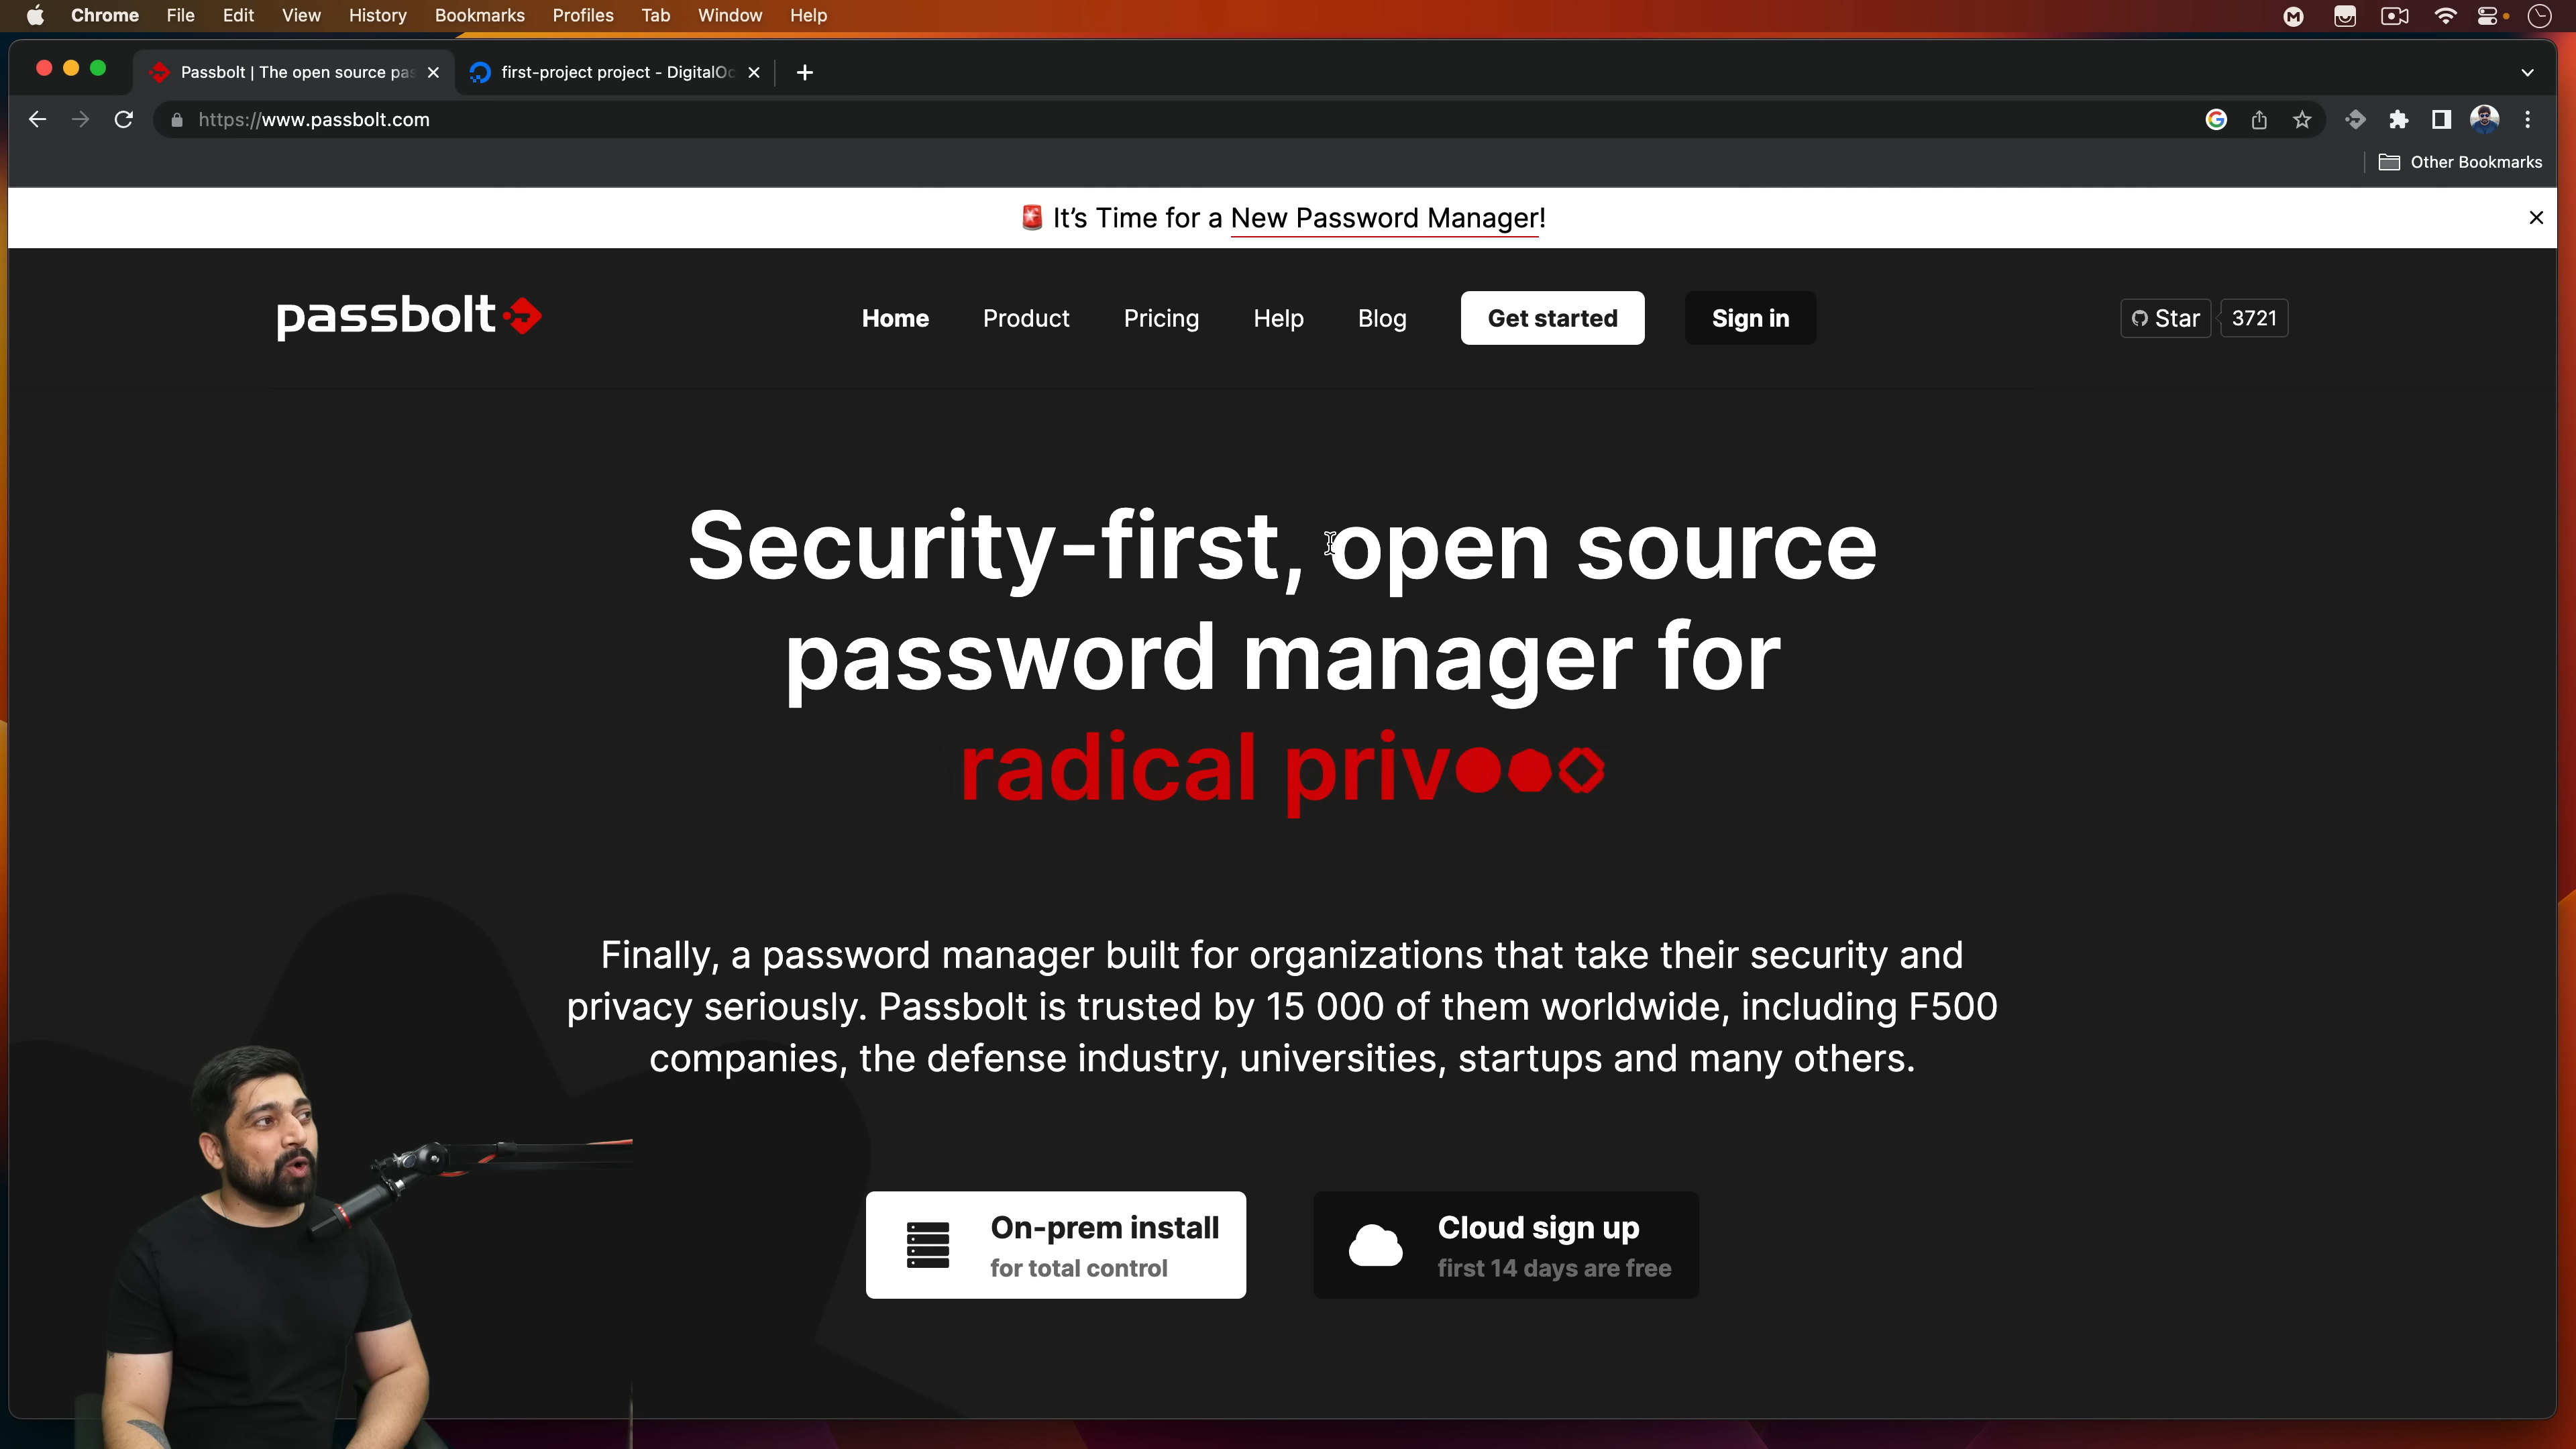 Chrome File Edit View History Bookmarks Profiles Tab Window Help
Passbolt | The open source pas
first-project project - DigitalOc
https://www.passbolt.com
Other Bookmarks
It's Time for a New Password Manager!
passbolt
Home Product Pricing Help Blog Get started Sign in
Star 3721
Security-first, open source
password manager for
radical priv
Finally, a password manager built for organizations that take their security and
privacy seriously. Passbolt is trusted by 15 000 of them worldwide, including F500
companies, the defense industry, universities, startups and many others.
On-prem install
for total control
Cloud sign up
first 14 days are free